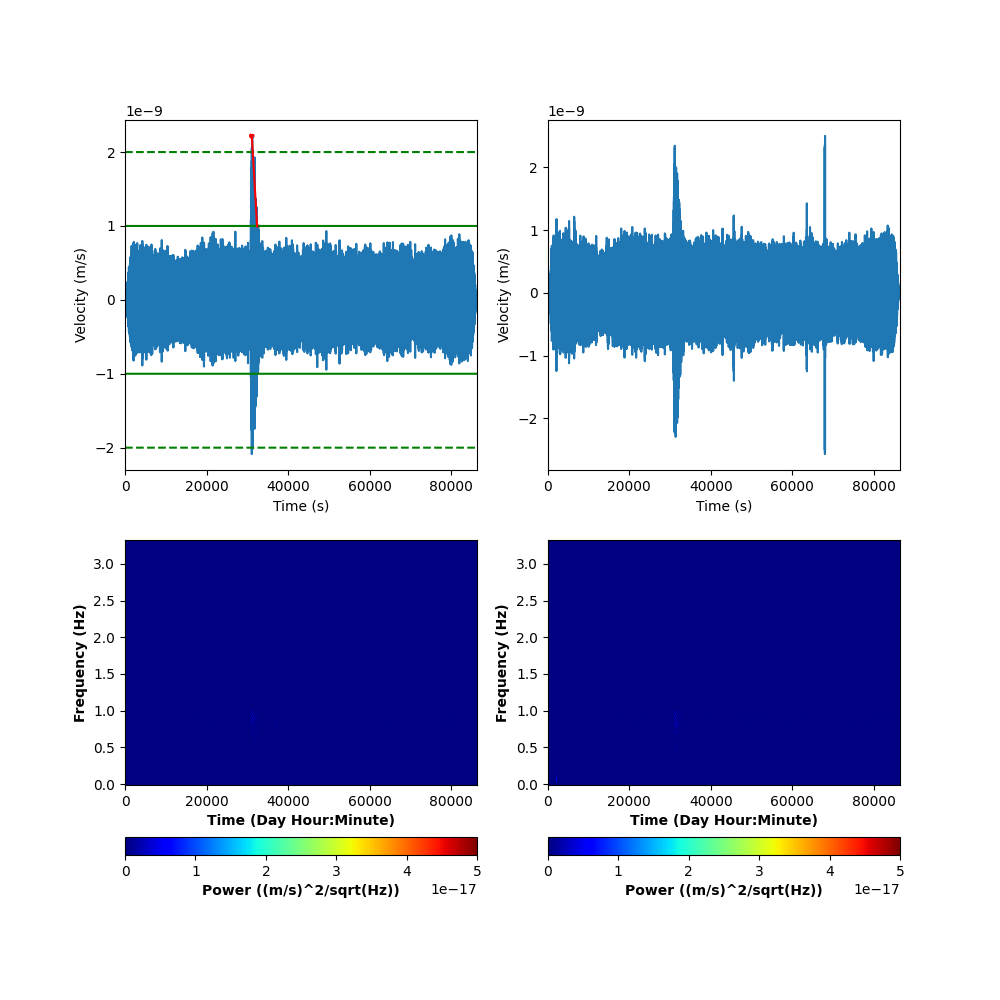 1e−9
2
1
0
−1
−2
Velocity (m/s)
0 20000 40000 60000 80000
Time (s)
1e−9
2
1
0
−1
−2
Velocity (m/s)
0 20000 40000 60000 80000
Time (s)
3.0
2.5
2.0
1.5
1.0
0.5
0.0
Frequency (Hz)
0 20000 40000 60000 80000
Time (Day Hour:Minute)
0 1 2 3 4 5
1e−17
Power ((m/s)^2/sqrt(Hz))
3.0
2.5
2.0
1.5
1.0
0.5
0.0
Frequency (Hz)
0 20000 40000 60000 80000
Time (Day Hour:Minute)
0 1 2 3 4 5
1e−17
Power ((m/s)^2/sqrt(Hz))